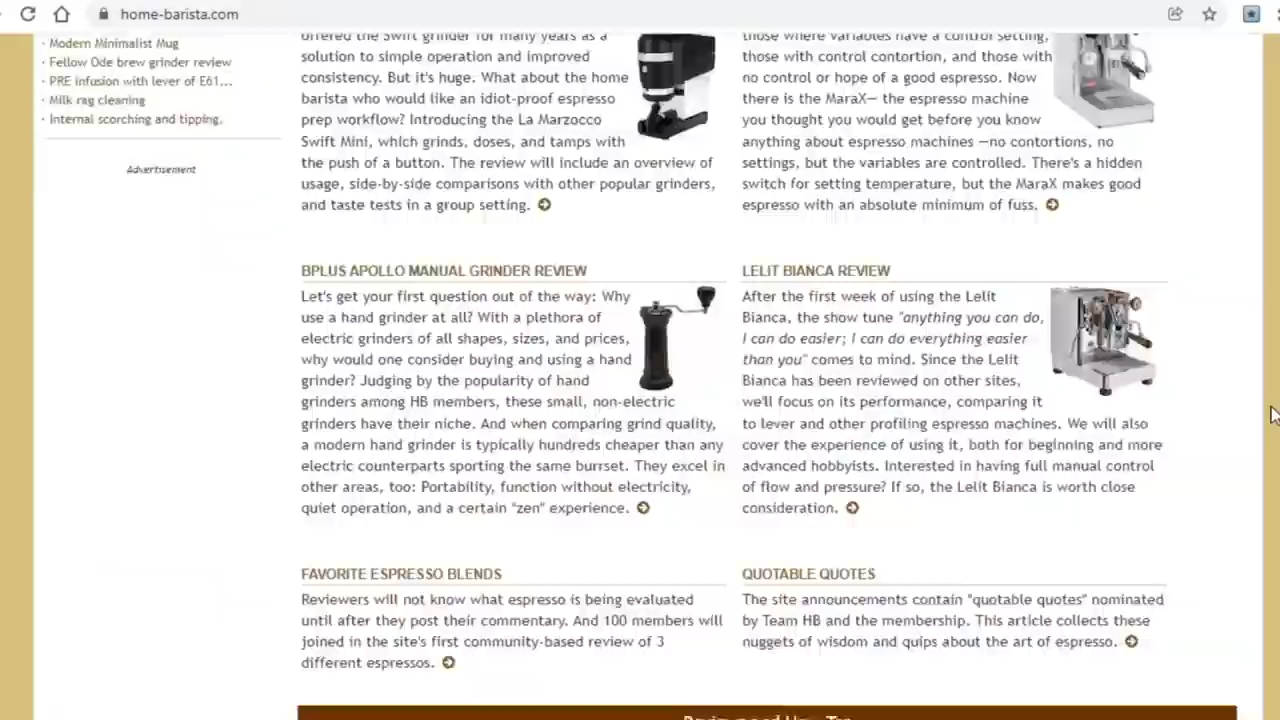 home-barista.com
· Modern Minimalist Mug
· Fellow Ode brew grinder review
· PRE infusion with lever of E61...
· Milk rag cleaning
· Internal scorching and tipping.
Advertisement
offered the Swift grinder for many years as a
solution to simple operation and improved
consistency. But it's huge. What about the home
barista who would like an idiot-proof espresso
prep workflow? Introducing the La Marzocco
Swift Mini, which grinds, doses, and tamps with
the push of a button. The review will include an overview of
usage, side-by-side comparisons with other popular grinders,
and taste tests in a group setting.
those where variables have a control setting,
those with control contortion, and those with
no control or hope of a good espresso. Now
there is the MaraX— the espresso machine
you thought you would get before you know
anything about espresso machines —no contortions, no
settings, but the variables are controlled. There's a hidden
switch for setting temperature, but the MaraX makes good
espresso with an absolute minimum of fuss.
BPLUS APOLLO MANUAL GRINDER REVIEW
Let's get your first question out of the way: Why
use a hand grinder at all? With a plethora of
electric grinders of all shapes, sizes, and prices,
why would one consider buying and using a hand
grinder? Judging by the popularity of hand
grinders among HB members, these small, non-electric
grinders have their niche. And when comparing grind quality,
a modern hand grinder is typically hundreds cheaper than any
electric counterparts sporting the same burrset. They excel in
other areas, too: Portability, function without electricity,
quiet operation, and a certain "zen" experience.
LELIT BIANCA REVIEW
After the first week of using the Lelit
Bianca, the show tune "anything you can do,
I can do easier; I can do everything easier
than you" comes to mind. Since the Lelit
Bianca has been reviewed on other sites,
we'll focus on its performance, comparing it
to lever and other profiling espresso machines. We will also
cover the experience of using it, both for beginning and more
advanced hobbyists. Interested in having full manual control
of flow and pressure? If so, the Lelit Bianca is worth close
consideration.
FAVORITE ESPRESSO BLENDS
Reviewers will not know what espresso is being evaluated
until after they post their commentary. And 100 members will
joined in the site's first community-based review of 3
different espressos.
QUOTABLE QUOTES
The site announcements contain "quotable quotes" nominated
by Team HB and the membership. This article collects these
nuggets of wisdom and quips about the art of espresso.